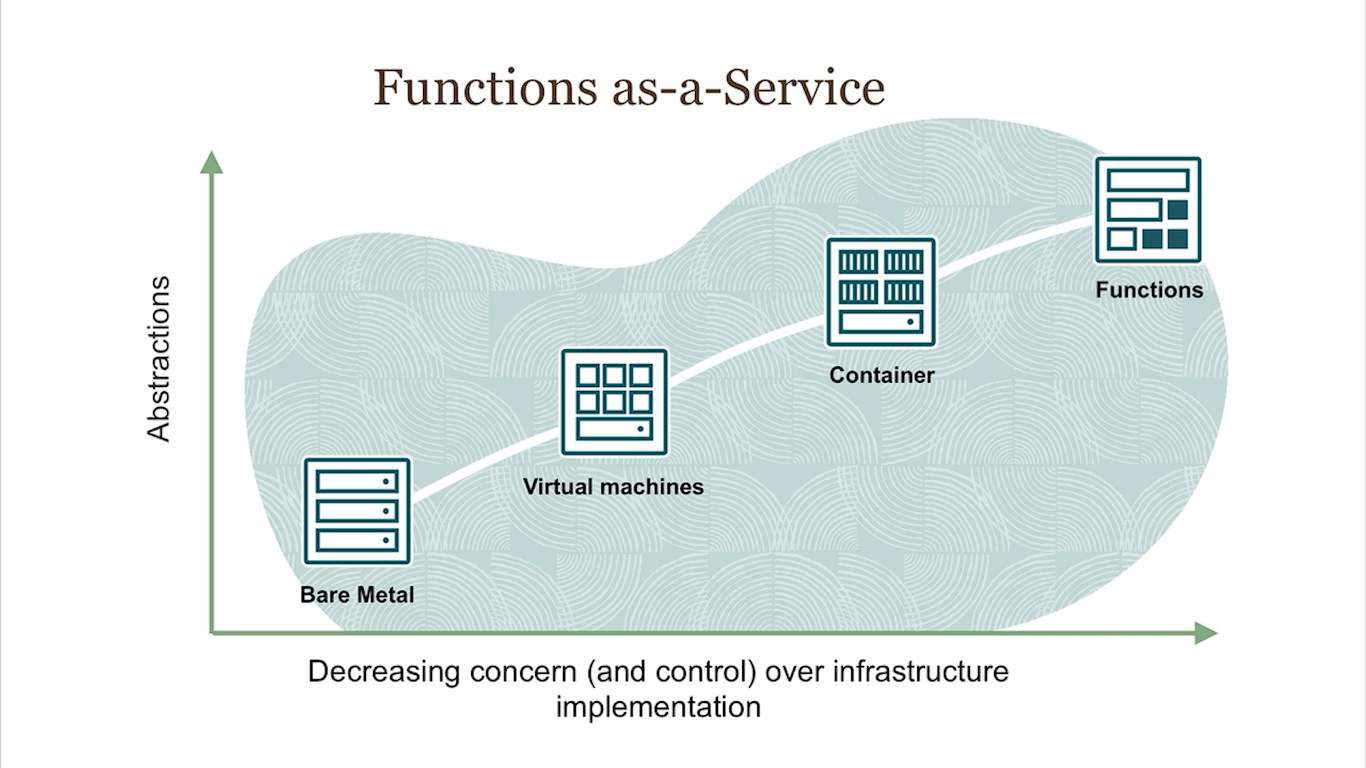 Functions as-a-Service
Abstractions
Functions
Container
Virtual machines
Bare Metal
Decreasing concern (and control) over infrastructure
implementation